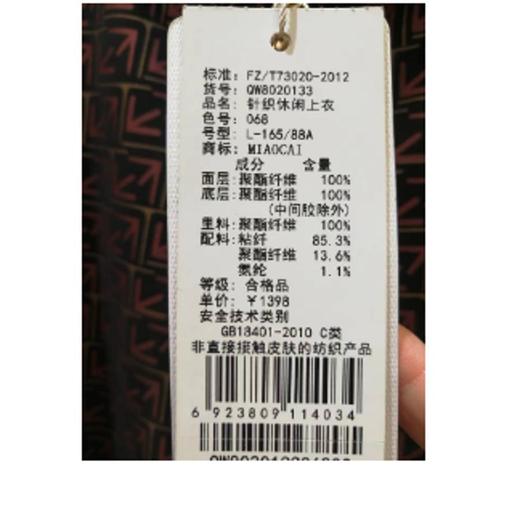 标准: FZ/T73020-2012
货号: QW8020133
品名: 针织休闲上衣
色号: 068
号型: L-165/88A
商标: MIAOCAI
成分 含量
面层: 聚酯纤维 100%
底层: 聚酯纤维 100%
(中间胶除外)
里料: 聚酯纤维 100%
配料: 粘纤 85.3%
聚酯纤维 13.6%
氨纶 1.1%
等级: 合格品
单价: ¥1398
安全技术类别
GB18401-2010 C类
非直接接触皮肤的纺织产品
6 923809 114034